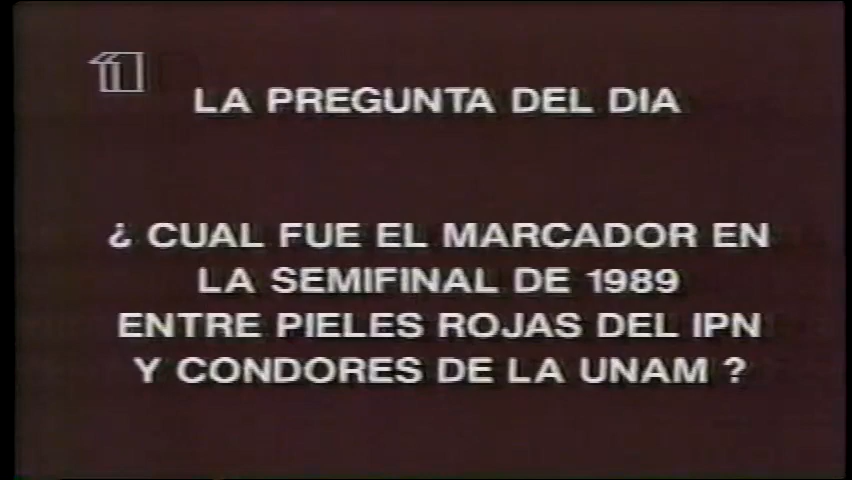 11
LA PREGUNTA DEL DIA
¿ CUAL FUE EL MARCADOR EN
LA SEMIFINAL DE 1989
ENTRE PIELES ROJAS DEL IPN
Y CONDORES DE LA UNAM ?